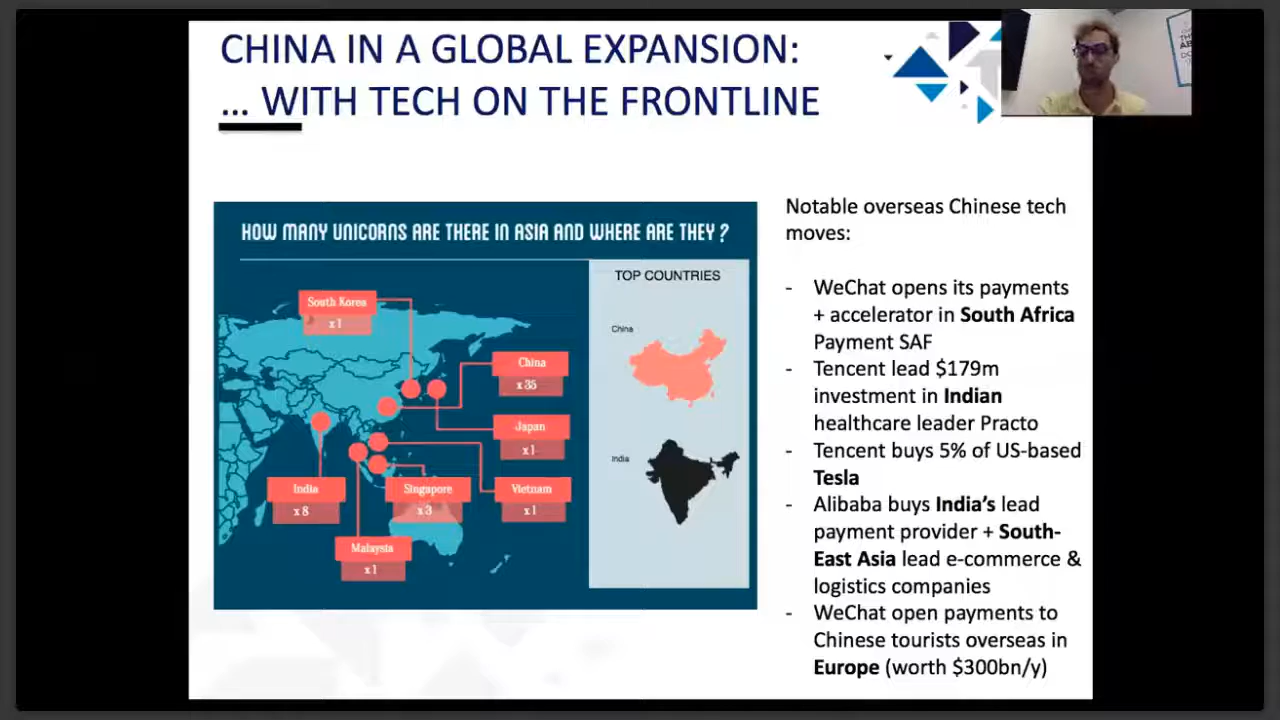 CHINA IN A GLOBAL EXPANSION:
... WITH TECH ON THE FRONTLINE
HOW MANY UNICORNS ARE THERE IN ASIA AND WHERE ARE THEY ?
TOP COUNTRIES
South Korea
x 1
China
x 35
Japan
x 1
India
x 8
Singapore
x 3
Vietnam
x 1
Malaysia
x 1
China
India
Notable overseas Chinese tech
moves:
- WeChat opens its payments
+ accelerator in South Africa
Payment SAF
- Tencent lead $179m
investment in Indian
healthcare leader Practo
- Tencent buys 5% of US-based
Tesla
- Alibaba buys India's lead
payment provider + South-
East Asia lead e-commerce &
logistics companies
- WeChat open payments to
Chinese tourists overseas in
Europe (worth $300bn/y)